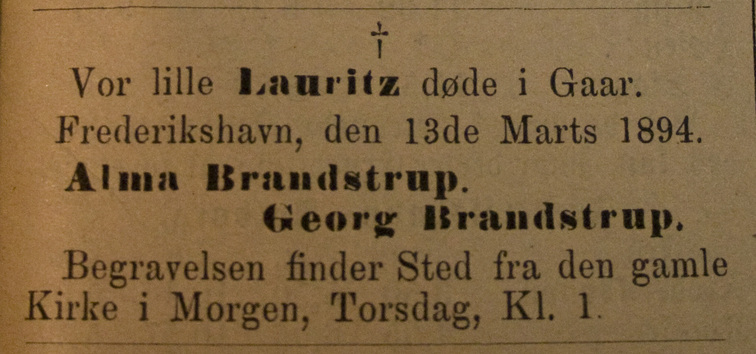 †
Vor lille Lauritz døde i Gaar.
Frederikshavn, den 13de Marts 1894.
Alma Brandstrup.
Georg Brandstrup.
Begravelsen finder Sted fra den gamle
Kirke i Morgen, Torsdag, Kl. 1.